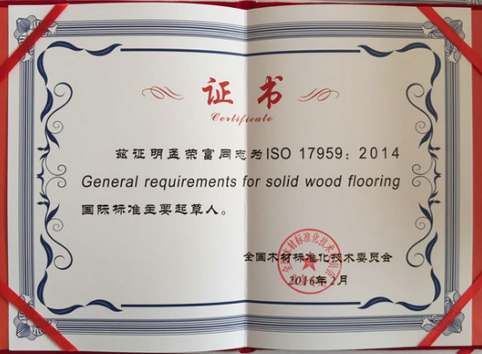 证书
Certificate
兹证明孟荣富同志为ISO 17959：2014
General requirements for solid wood flooring
国际标准主要起草人。
全国木材标准化技术委员会
2016年2月